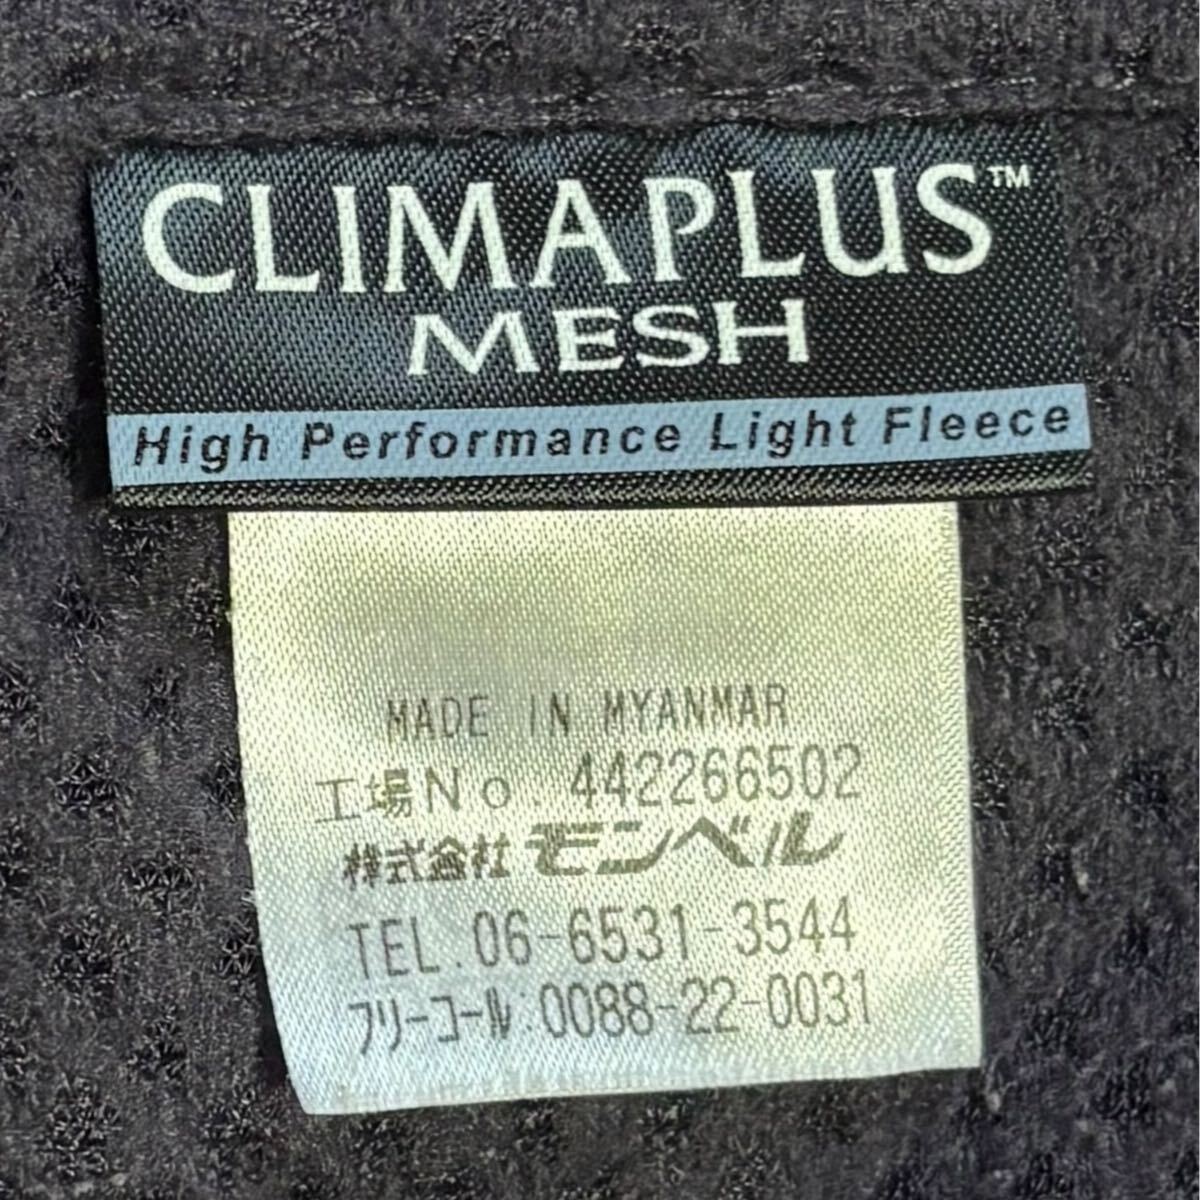 CLIMAPLUS™
MESH
High Performance Light Fleece
MADE IN MYANMAR
工場No. 442266502
株式会社モンベル
TEL. 06-6531-3544
フリーコール:0088-22-0031